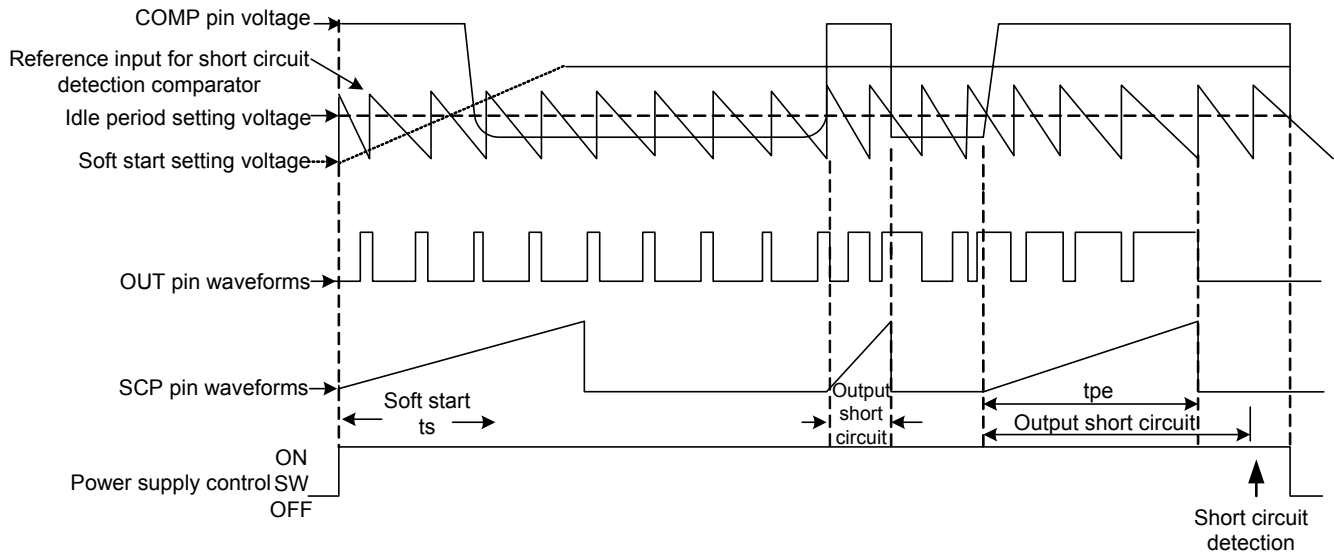 COMP pin voltage
Reference input for short circuit
detection comparator
Idle period setting voltage
Soft start setting voltage
OUT pin waveforms
SCP pin waveforms
Soft start
ts
Output
short
circuit
tpe
Output short circuit
ON
Power supply control SW
OFF
Short circuit
detection